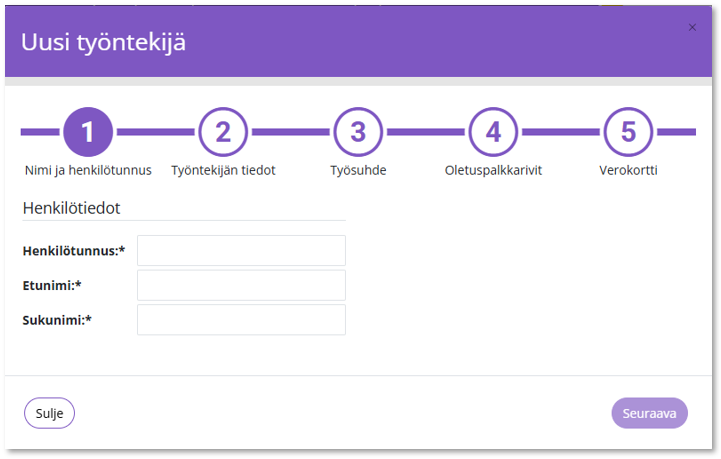 Uusi työntekijä
×
1 2 3 4 5
Nimi ja henkilötunnus Työntekijän tiedot Työsuhde Oletuspalkkarivit Verokortti
Henkilötiedot
Henkilötunnus:*
Etunimi:*
Sukunimi:*
Sulje Seuraava